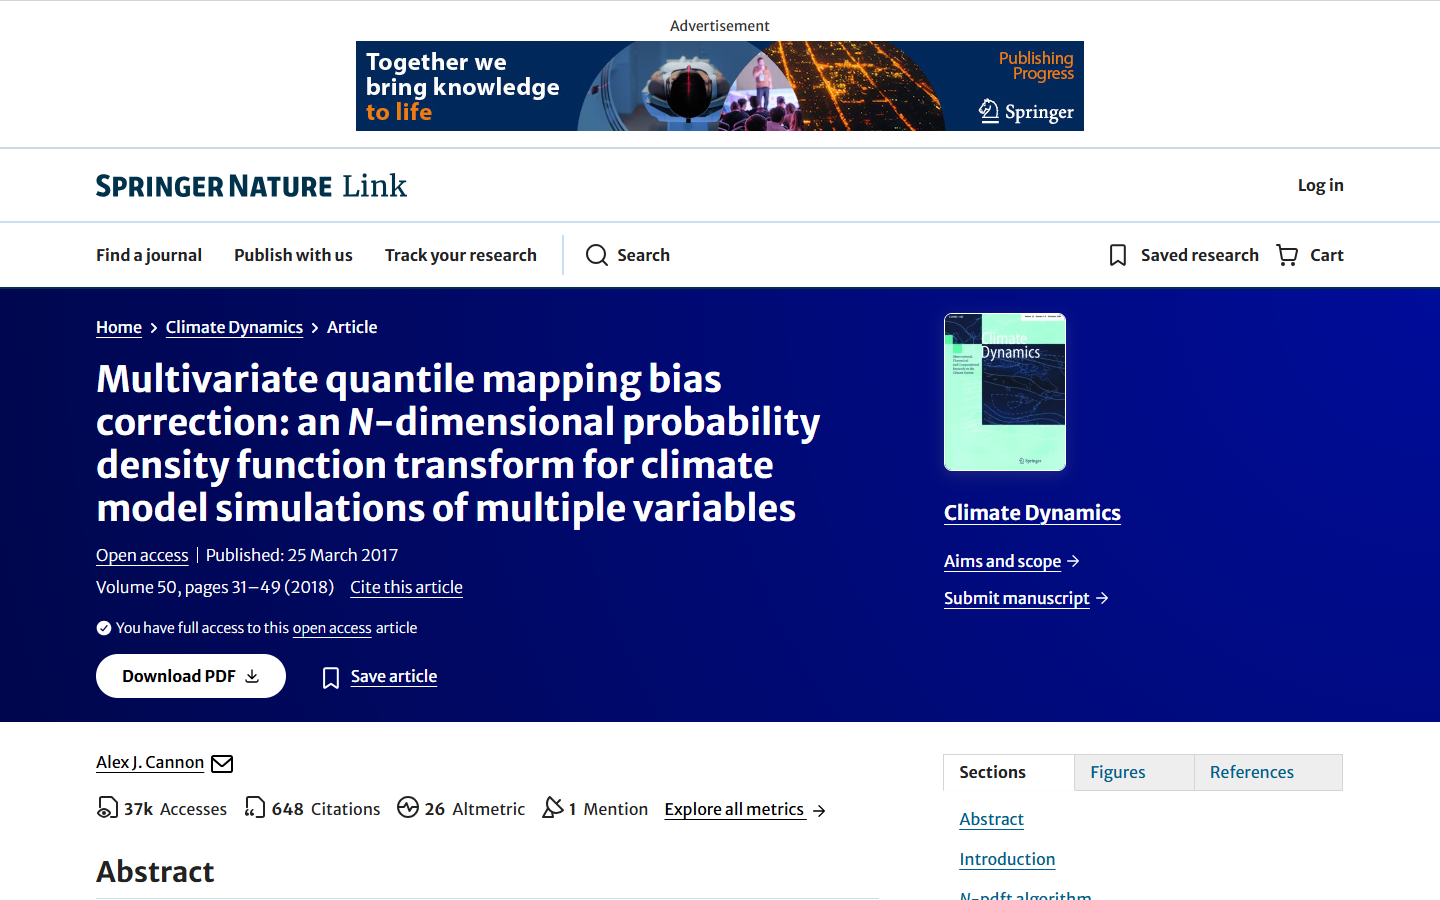 Advertisement
Together we
bring knowledge
to life
Publishing
Progress
Springer
SPRINGER NATURE Link
Log in
Find a journal
Publish with us
Track your research
Search
Saved research
Cart
Home > Climate Dynamics > Article
Multivariate quantile mapping bias
correction: an N-dimensional probability
density function transform for climate
model simulations of multiple variables
Open access | Published: 25 March 2017
Volume 50, pages 31–49 (2018) Cite this article
You have full access to this open access article
Download PDF
Save article
Climate
Dynamics
Springer
Climate Dynamics
Aims and scope →
Submit manuscript →
Alex J. Cannon
37k Accesses
648 Citations
26 Altmetric
1 Mention
Explore all metrics →
Abstract
Sections
Figures
References
Abstract
Introduction
N-pdft algorithm